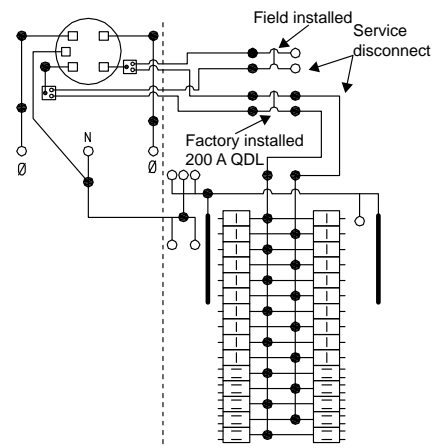 Field installed
Service
disconnect
Factory installed
200 A QDL
N
Ø
Ø